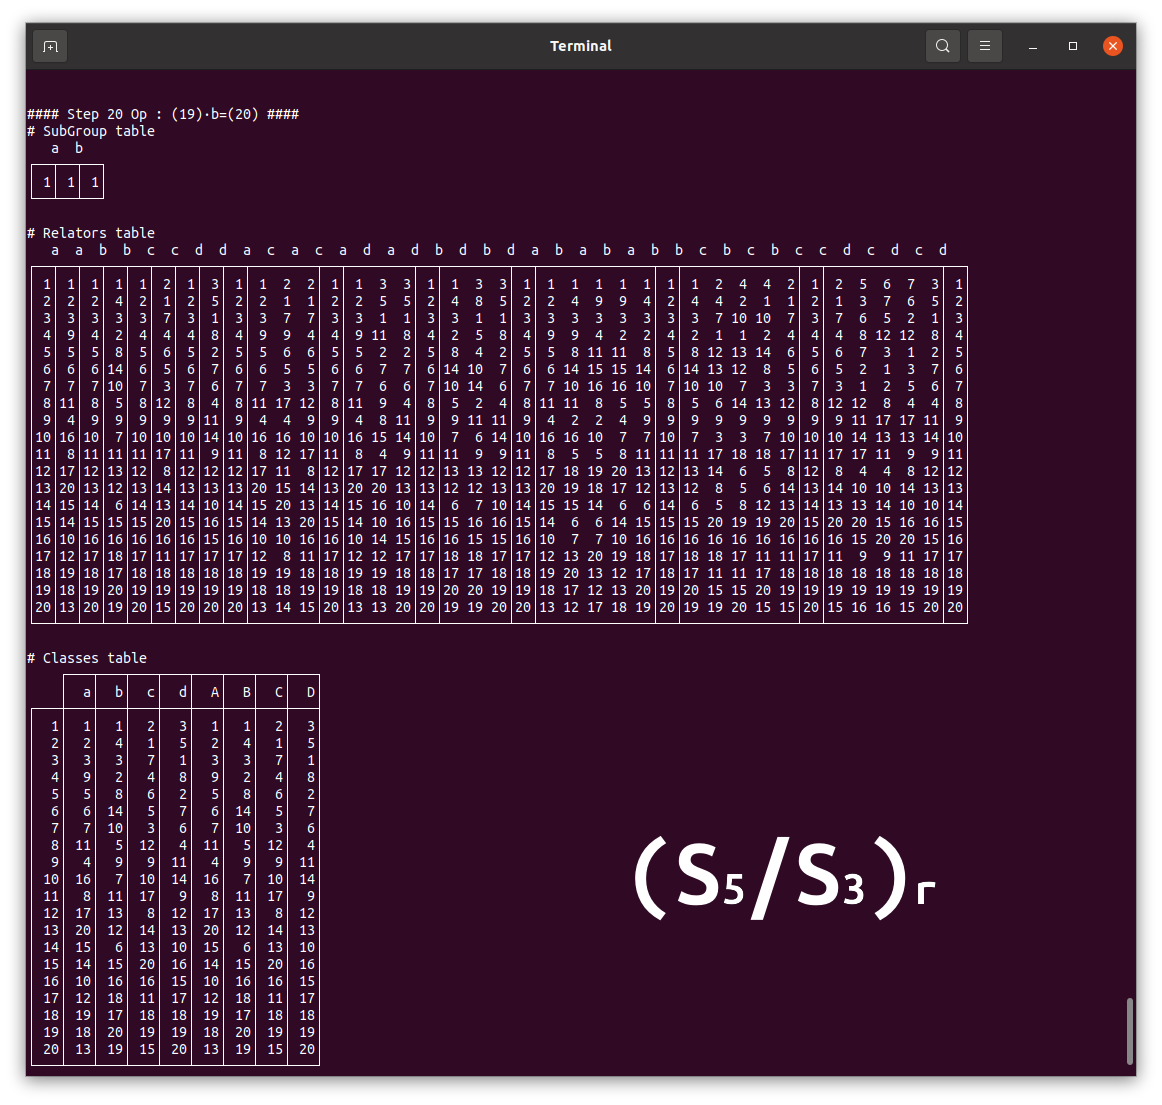 Terminal
#### Step 20 Op : (19)·b=(20) ####
# SubGroup table
a b
1 1 1
# Relators table
a a b b c c d d a c a c a d a d b d b d a b a b a b b c b c b c c d c d c d
1 1 1 1 1 2 1 3 1 1 2 2 1 1 3 3 1 1 3 3 1 1 1 1 1 1 1 1 2 4 4 2 1 2 5 6 7 3 1
2 2 2 4 2 1 2 5 2 2 1 1 2 2 5 5 2 4 8 5 2 2 4 9 9 4 2 4 4 2 1 1 2 1 3 7 6 5 2
3 3 3 3 3 7 3 1 3 3 7 7 3 3 1 1 3 3 1 1 3 3 3 3 3 3 3 3 7 10 10 7 3 7 6 5 2 1 3
4 9 4 2 4 4 4 8 4 9 9 4 4 9 11 8 4 2 5 8 4 9 9 4 2 2 4 2 1 1 2 4 4 4 8 12 12 8 4
5 5 5 8 5 6 5 2 5 5 6 6 5 5 2 2 5 8 4 2 5 5 8 11 11 8 5 8 12 13 14 6 5 6 7 3 1 2 5
6 6 6 14 6 5 6 7 6 6 5 5 6 6 7 7 6 14 10 7 6 6 14 15 15 14 6 14 13 12 8 5 6 5 2 1 3 7 6
7 7 7 10 7 3 7 6 7 7 3 3 7 7 6 6 7 10 14 6 7 7 10 16 16 10 7 10 10 7 3 3 7 3 1 2 5 6 7
8 11 8 5 8 12 8 4 8 11 17 12 8 11 9 4 8 5 2 4 8 11 11 8 5 5 8 5 6 14 13 12 8 12 12 8 4 4 8
9 4 9 9 9 9 9 11 9 4 4 9 9 4 8 11 9 9 11 11 9 4 2 2 4 9 9 9 9 9 9 9 9 9 11 17 17 11 9
10 16 10 7 10 10 10 14 10 16 16 10 10 16 15 14 10 7 6 14 10 16 16 10 7 7 10 7 3 3 7 10 10 10 14 13 13 14 10
11 8 11 11 11 17 11 9 11 8 12 17 11 8 4 9 11 11 9 9 11 8 5 5 8 11 11 11 17 18 18 17 11 17 17 11 9 9 11
12 17 12 13 12 8 12 12 12 17 11 8 12 17 17 12 12 13 13 12 12 17 18 19 20 13 12 13 14 6 5 8 12 8 4 4 8 12 12
13 20 13 12 13 14 13 13 13 20 15 14 13 20 20 13 13 12 12 13 13 20 19 18 17 12 13 12 8 5 6 14 13 14 10 10 14 13 13
14 15 14 6 14 13 14 10 14 15 20 13 14 15 16 10 14 6 7 10 14 15 15 14 6 6 14 6 5 8 12 13 14 13 13 14 10 10 14
15 14 15 15 15 20 15 16 15 14 13 20 15 14 10 16 15 15 16 16 15 14 6 6 14 15 15 15 20 19 19 20 15 20 20 15 16 16 15
16 10 16 16 16 16 16 15 16 10 10 16 16 10 14 15 16 16 15 15 16 10 7 7 10 16 16 16 16 16 16 16 16 16 15 20 20 15 16
17 12 17 18 17 11 17 17 17 12 8 11 17 12 12 17 17 18 18 17 17 12 13 20 19 18 17 18 18 17 11 11 17 11 9 9 11 17 17
18 19 18 17 18 18 18 18 18 19 19 18 18 19 19 18 18 17 17 18 18 19 20 13 12 17 18 17 11 11 17 18 18 18 18 18 18 18 18
19 18 19 20 19 19 19 19 19 18 18 19 19 18 18 19 19 20 20 19 19 18 17 12 13 20 19 20 15 15 20 19 19 19 19 19 19 19 19
20 13 20 19 20 15 20 20 20 13 14 15 20 13 13 20 20 19 19 20 20 13 12 17 18 19 20 19 19 20 15 15 20 15 16 16 15 20 20
# Classes table
a b c d A B C D
1 1 1 2 3 1 1 2 3
2 2 4 1 5 2 4 1 5
3 3 3 7 1 3 3 7 1
4 9 2 4 8 9 2 4 8
5 5 8 6 2 5 8 6 2
6 6 14 5 7 6 14 5 7
7 7 10 3 6 7 10 3 6
8 11 5 12 4 11 5 12 4
9 4 9 9 11 4 9 9 11
10 16 7 10 14 16 7 10 14
11 8 11 17 9 8 11 17 9
12 17 13 8 12 17 13 8 12
13 20 12 14 13 20 12 14 13
14 15 6 13 10 15 6 13 10
15 14 15 20 16 14 15 20 16
16 10 16 16 15 10 16 16 15
17 12 18 11 17 12 18 11 17
18 19 17 18 18 19 17 18 18
19 18 20 19 19 18 20 19 19
20 13 19 15 20 13 19 15 20
(S5/S3)r